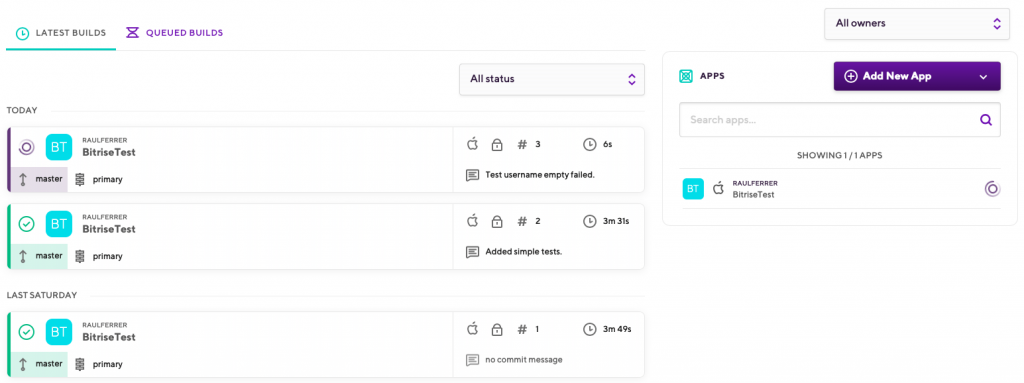 LATEST BUILDS QUEUED BUILDS
All owners
All status
APPS
Add New App
Search apps...
SHOWING 1 / 1 APPS
BT
RAULFERRER
BitriseTest
TODAY
BT
RAULFERRER
BitriseTest
# 3 6s
master primary
Test username empty failed.
BT
RAULFERRER
BitriseTest
# 2 3m 31s
master primary
Added simple tests.
LAST SATURDAY
BT
RAULFERRER
BitriseTest
# 1 3m 49s
master primary
no commit message